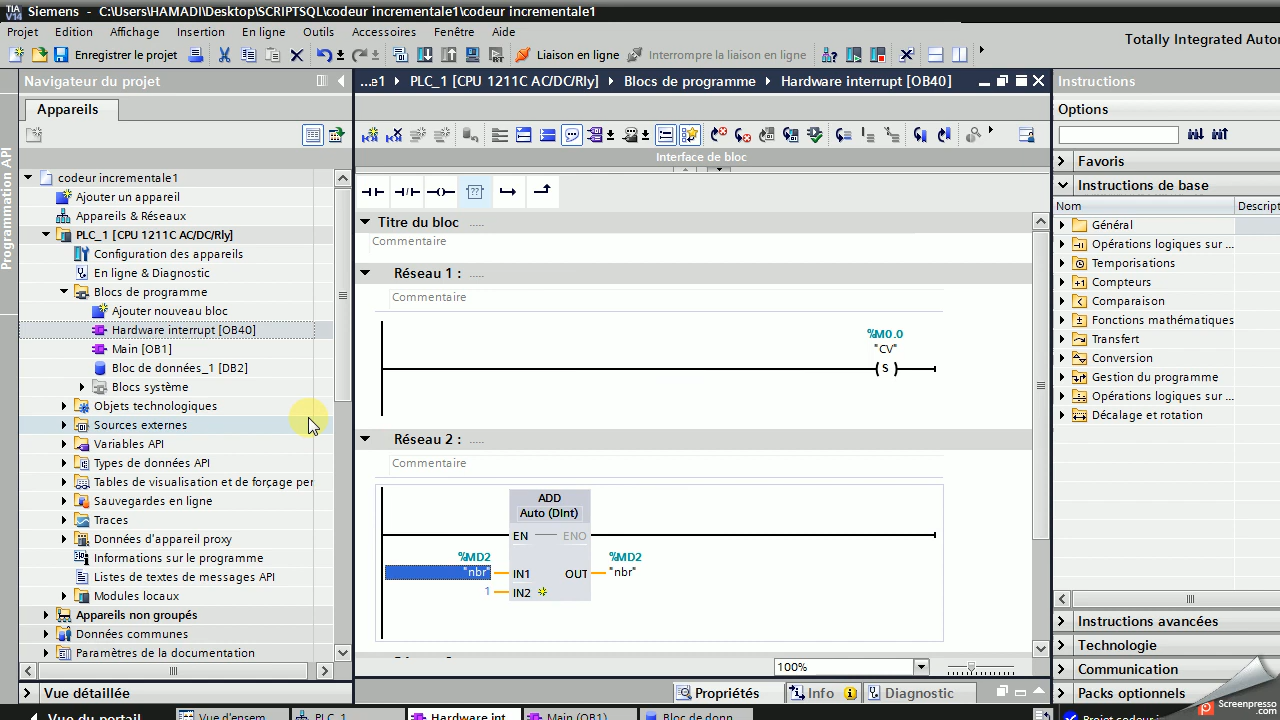 TIA V14 Siemens - C:\Users\HAMADI\Desktop\SCRIPTSQL\codeur incrementale1\codeur incrementale1
Projet Edition Affichage Insertion En ligne Outils Accessoires Fenêtre Aide
Totally Integrated Autor
Enregistrer le projet Liaison en ligne Interrompre la liaison en ligne
Navigateur du projet
...e1 PLC_1 [CPU 1211C AC/DC/Rly] Blocs de programme Hardware interrupt [OB40]
Instructions
Appareils
Options
Programmation API
Interface de bloc
codeur incrementale1
Ajouter un appareil
Appareils & Réseaux
PLC_1 [CPU 1211C AC/DC/Rly]
Configuration des appareils
En ligne & Diagnostic
Blocs de programme
Ajouter nouveau bloc
Hardware interrupt [OB40]
Main [OB1]
Bloc de données_1 [DB2]
Blocs système
Objets technologiques
Sources externes
Variables API
Types de données API
Tables de visualisation et de forçage per
Sauvegardes en ligne
Traces
Données d'appareil proxy
Informations sur le programme
Listes de textes de messages API
Modules locaux
Appareils non groupés
Données communes
Paramètres de la documentation
Vue détaillée
??
Titre du bloc .....
Commentaire
Réseau 1 : .....
Commentaire
%M0.0
"CV"
S
Réseau 2 : .....
Commentaire
ADD
Auto (DInt)
EN ENO
%MD2 %MD2
"nbr" IN1 OUT "nbr"
1 IN2
100%
Propriétés Info Diagnostic
Favoris
Instructions de base
Nom Descript
Général
Opérations logiques sur ...
Temporisations
Compteurs
Comparaison
Fonctions mathématiques
Transfert
Conversion
Gestion du programme
Opérations logiques sur ...
Décalage et rotation
Instructions avancées
Technologie
Communication
Packs optionnels
Vue du portail Vue d'ensem PLC_1 Hardware int Main (OB1) Bloc de donn
Screenpresso
.com